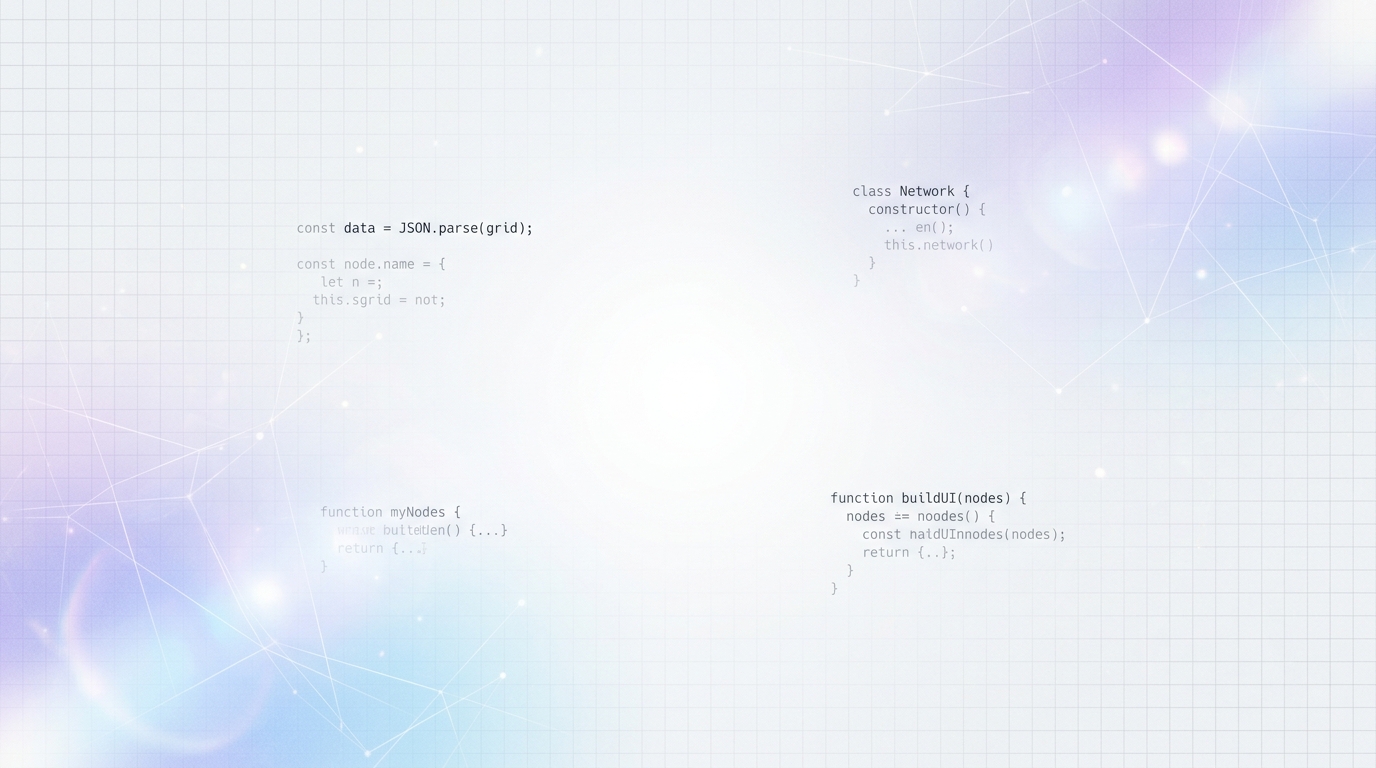 const data = JSON.parse(grid);
const node.name = {
let n =;
this.sgrid = not;
}
};
class Network {
constructor() {
... en();
this.network()
}
}
function myNodes {
() {...}
return {...}
}
function buildUI(nodes) {
nodes == noodes() {
const naldUInnodes(nodes);
return {..};
}
}